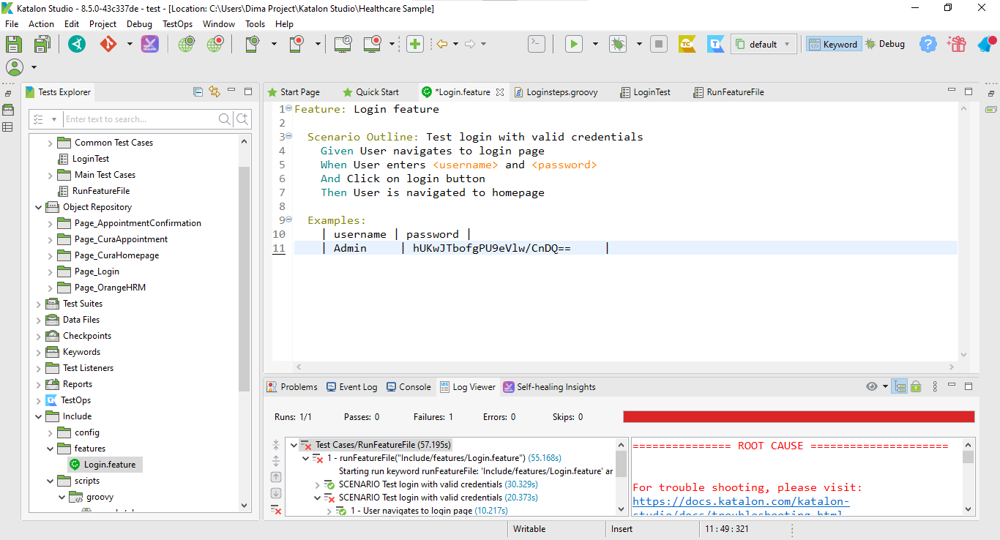 Katalon Studio - 8.5.0-43c337de - test - [Location: C:\Users\Dima Project\Katalon Studio\Healthcare Sample]
File Action Edit Project Debug TestOps Window Tools Help
TC T default Keyword Debug
Tests Explorer
Enter text to search...
Common Test Cases
LoginTest
Main Test Cases
RunFeatureFile
Object Repository
Page_AppointmentConfirmation
Page_CuraAppointment
Page_CuraHomepage
Page_Login
Page_OrangeHRM
Test Suites
Data Files
Checkpoints
Keywords
Test Listeners
Reports
TestOps
Include
config
features
Login.feature
scripts
groovy
Start Page Quick Start *Login.feature Loginsteps.groovy LoginTest RunFeatureFile
1 Feature: Login feature
2
3 Scenario Outline: Test login with valid credentials
4 Given User navigates to login page
5 When User enters <username> and <password>
6 And Click on login button
7 Then User is navigated to homepage
8
9 Examples:
10 | username | password |
11 | Admin | hUKwJTbofgPU9eVlw/CnDQ== |
Problems Event Log Console Log Viewer Self-healing Insights
Runs: 1/1 Passes: 0 Failures: 1 Errors: 0 Skips: 0
Test Cases/RunFeatureFile (57.195s)
1 - runFeatureFile("Include/features/Login.feature") (55.168s)
Starting run keyword runFeatureFile: 'Include/features/Login.feature' ar
SCENARIO Test login with valid credentials (30.329s)
SCENARIO Test login with valid credentials (20.373s)
1 - User navigates to login page (10.217s)
=============== ROOT CAUSE =====================
For trouble shooting, please visit:
https://docs.katalon.com/katalon-
studio/docs/troubleshooting.html
Writable Insert 11 : 49 : 321